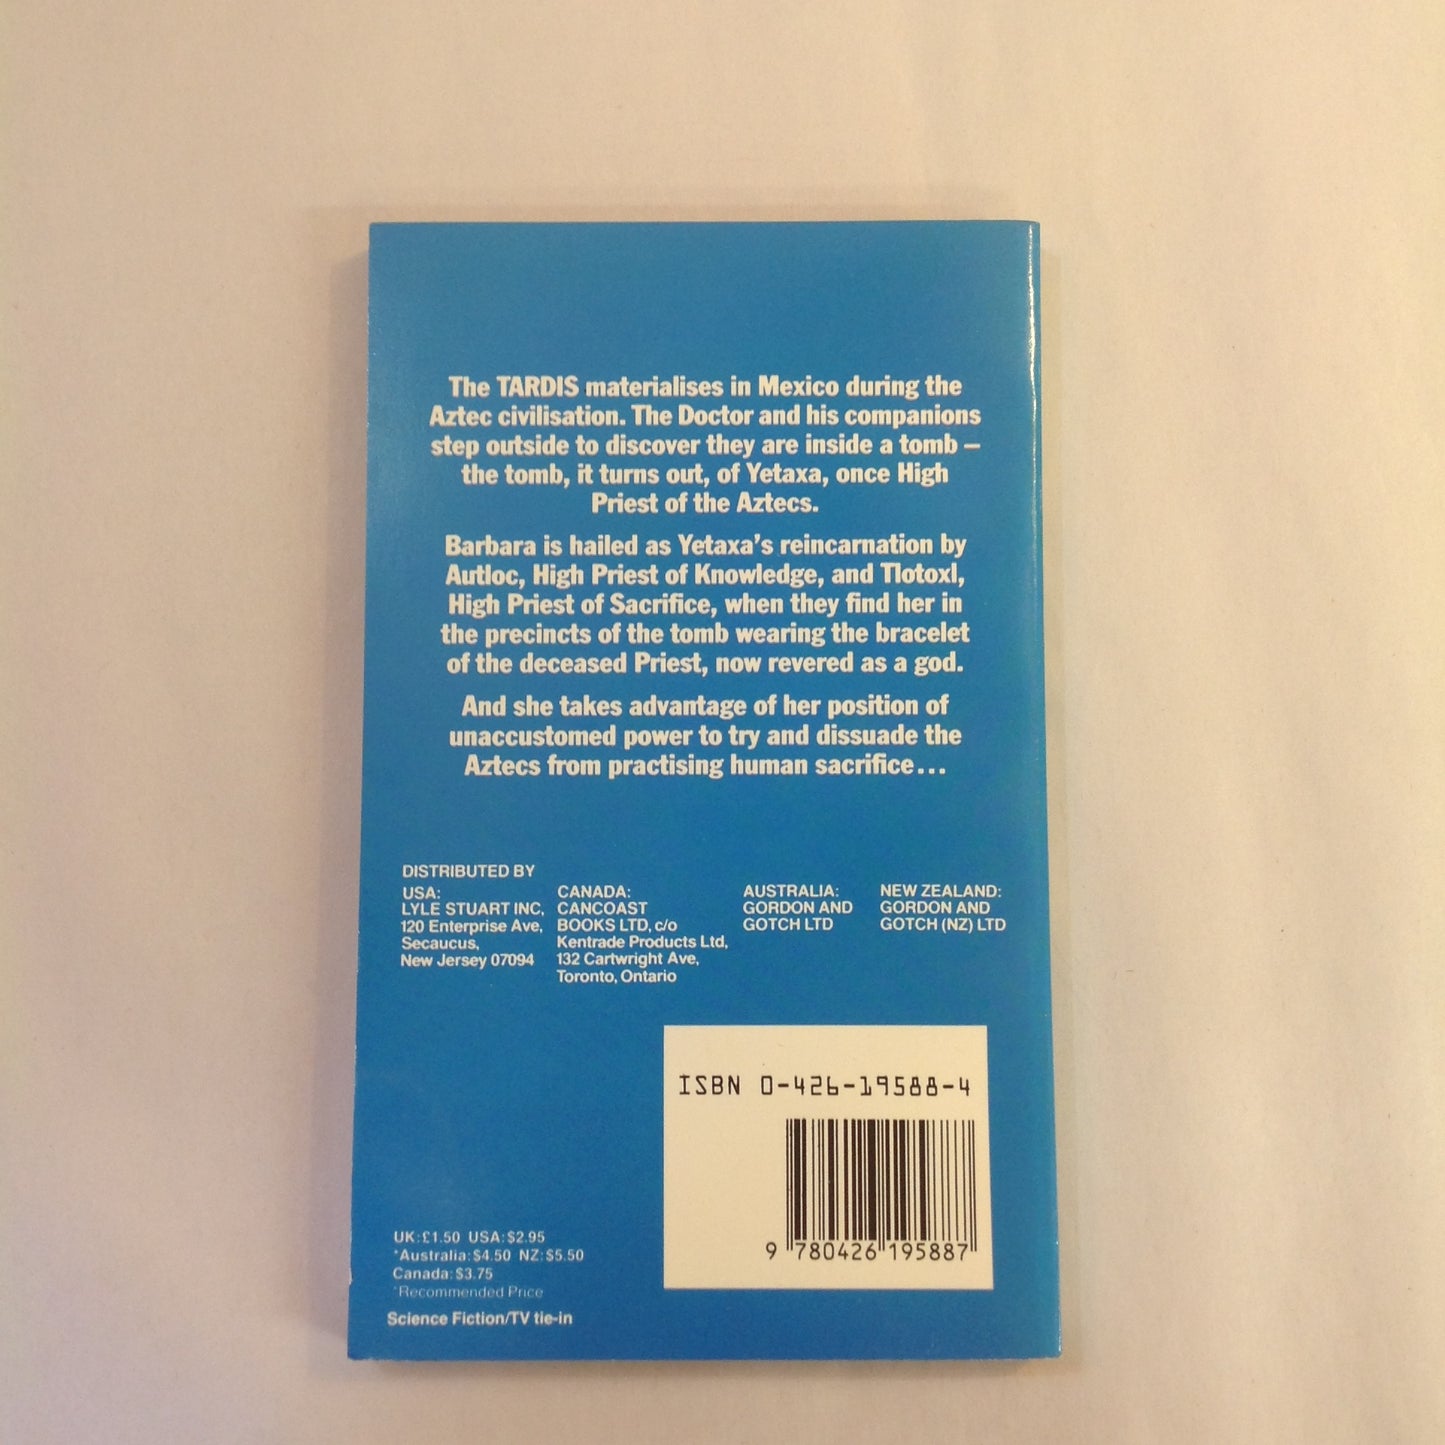 The TARDIS materialises in Mexico during the
Aztec civilisation. The Doctor and his companions
step outside to discover they are inside a tomb –
the tomb, it turns out, of Yetaxa, once High
Priest of the Aztecs.
Barbara is hailed as Yetaxa's reincarnation by
Autloc, High Priest of Knowledge, and Tlotoxl,
High Priest of Sacrifice, when they find her in
the precincts of the tomb wearing the bracelet
of the deceased Priest, now revered as a god.
And she takes advantage of her position of
unaccustomed power to try and dissuade the
Aztecs from practising human sacrifice...
DISTRIBUTED BY
USA:
LYLE STUART INC,
120 Enterprise Ave,
Secaucus,
New Jersey 07094
CANADA:
CANCOAST
BOOKS LTD, c/o
Kentrade Products Ltd,
132 Cartwright Ave,
Toronto, Ontario
AUSTRALIA:
GORDON AND
GOTCH LTD
NEW ZEALAND:
GORDON AND
GOTCH (NZ) LTD
ISBN 0-426-19588-4
9 780426 195887
UK: £1.50 USA: $2.95
*Australia: $4.50 NZ: $5.50
Canada: $3.75
*Recommended Price
Science Fiction/TV tie-in